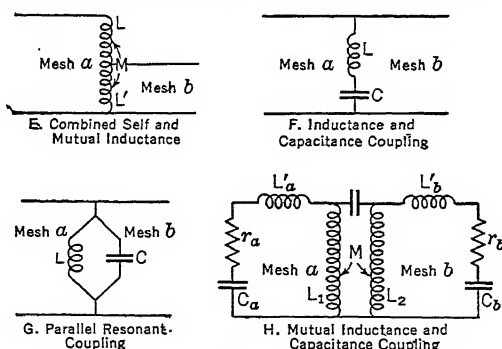 L
Mesh a M
Mesh b
L'
E. Combined Self and
Mutual Inductance
L
Mesh a Mesh b
C
F. Inductance and
Capacitance Coupling
Mesh a Mesh b
L C
G. Parallel Resonant-
Coupling
L'a L'b
ra M rb
Mesh a Mesh b
Ca L1 L2 Cb
H. Mutual Inductance and
Capacitance Coupling